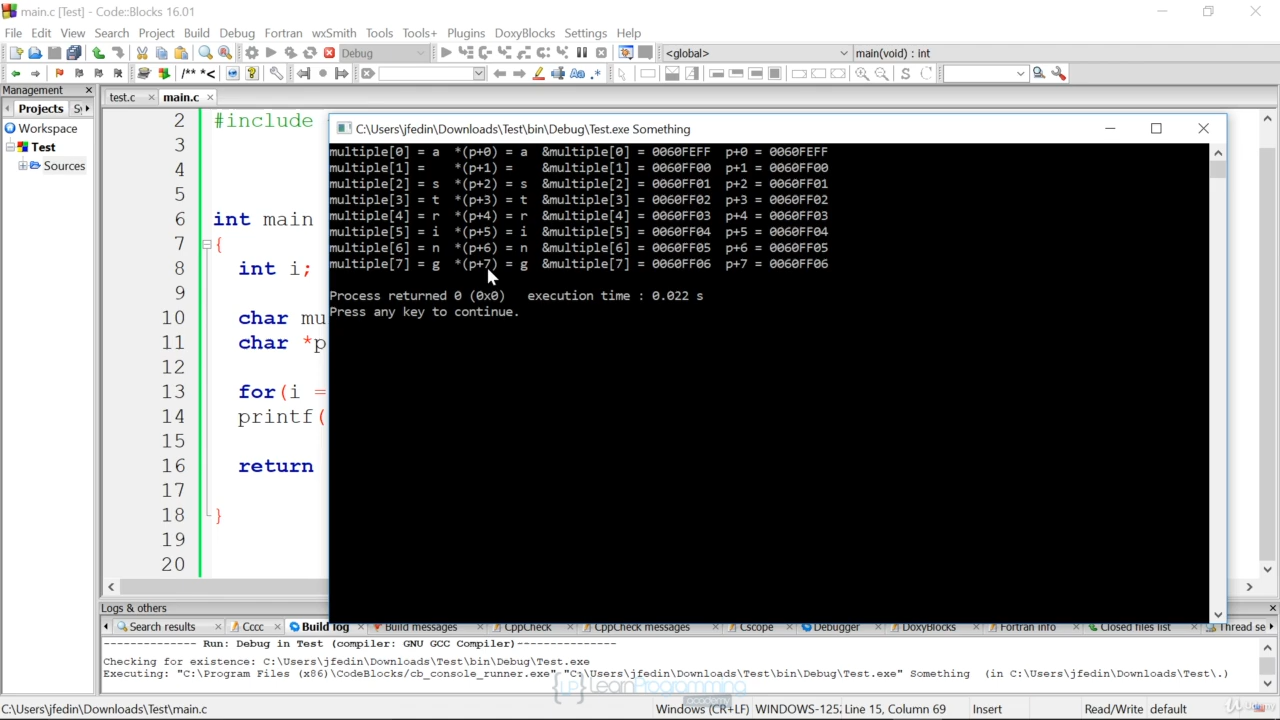 main.c [Test] - Code::Blocks 16.01
File Edit View Search Project Build Debug Fortran wxSmith Tools Tools+ Plugins DoxyBlocks Settings Help
Debug <global> main(void) : int
/** *< Aa .* S
Management
Projects Sy
Workspace
Test
Sources
test.c main.c
2 #include
3
4
5
6 int main
7 {
8 int i;
9
10 char mu
11 char *p
12
13 for(i =
14 printf(
15
16 return
17
18 }
19
20
C:\Users\jfedin\Downloads\Test\bin\Debug\Test.exe Something
multiple[0] = a *(p+0) = a &multiple[0] = 0060FEFF p+0 = 0060FEFF
multiple[1] = *(p+1) = &multiple[1] = 0060FF00 p+1 = 0060FF00
multiple[2] = s *(p+2) = s &multiple[2] = 0060FF01 p+2 = 0060FF01
multiple[3] = t *(p+3) = t &multiple[3] = 0060FF02 p+3 = 0060FF02
multiple[4] = r *(p+4) = r &multiple[4] = 0060FF03 p+4 = 0060FF03
multiple[5] = i *(p+5) = i &multiple[5] = 0060FF04 p+5 = 0060FF04
multiple[6] = n *(p+6) = n &multiple[6] = 0060FF05 p+6 = 0060FF05
multiple[7] = g *(p+7) = g &multiple[7] = 0060FF06 p+7 = 0060FF06
Process returned 0 (0x0) execution time : 0.022 s
Press any key to continue.
Logs & others
Search results Cccc Build log Build messages CppCheck CppCheck messages Cscope Debugger DoxyBlocks Fortran info Closed files list Thread se
-------------- Run: Debug in Test (compiler: GNU GCC Compiler)---------------
Checking for existence: C:\Users\jfedin\Downloads\Test\bin\Debug\Test.exe
Executing: "C:\Program Files (x86)\CodeBlocks/cb_console_runner.exe" "C:\Users\jfedin\Downloads\Test\bin\Debug\Test.exe" Something (in C:\Users\jfedin\Downloads\Test\.)
{LP} LearnProgramming
academy
C:\Users\jfedin\Downloads\Test\main.c Windows (CR+LF) WINDOWS-1252 Line 15, Column 69 Insert Read/Write default
Udemy